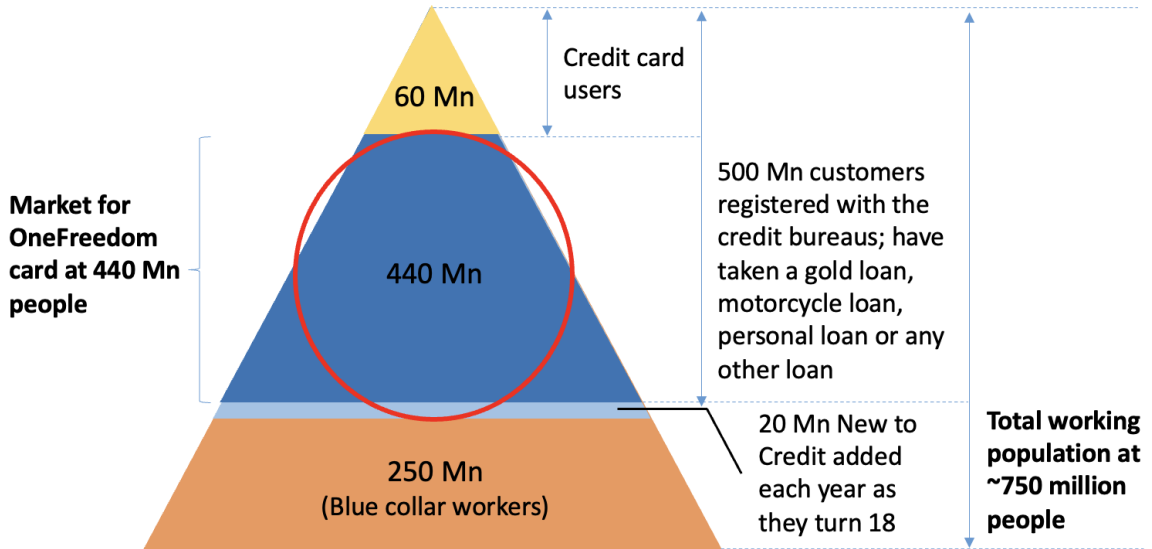 Credit card
users
60 Mn
Market for
OneFreedom
card at 440 Mn
people
440 Mn
500 Mn customers
registered with the
credit bureaus; have
taken a gold loan,
motorcycle loan,
personal loan or any
other loan
250 Mn
(Blue collar workers)
20 Mn New to
Credit added
each year as
they turn 18
Total working
population at
~750 million
people